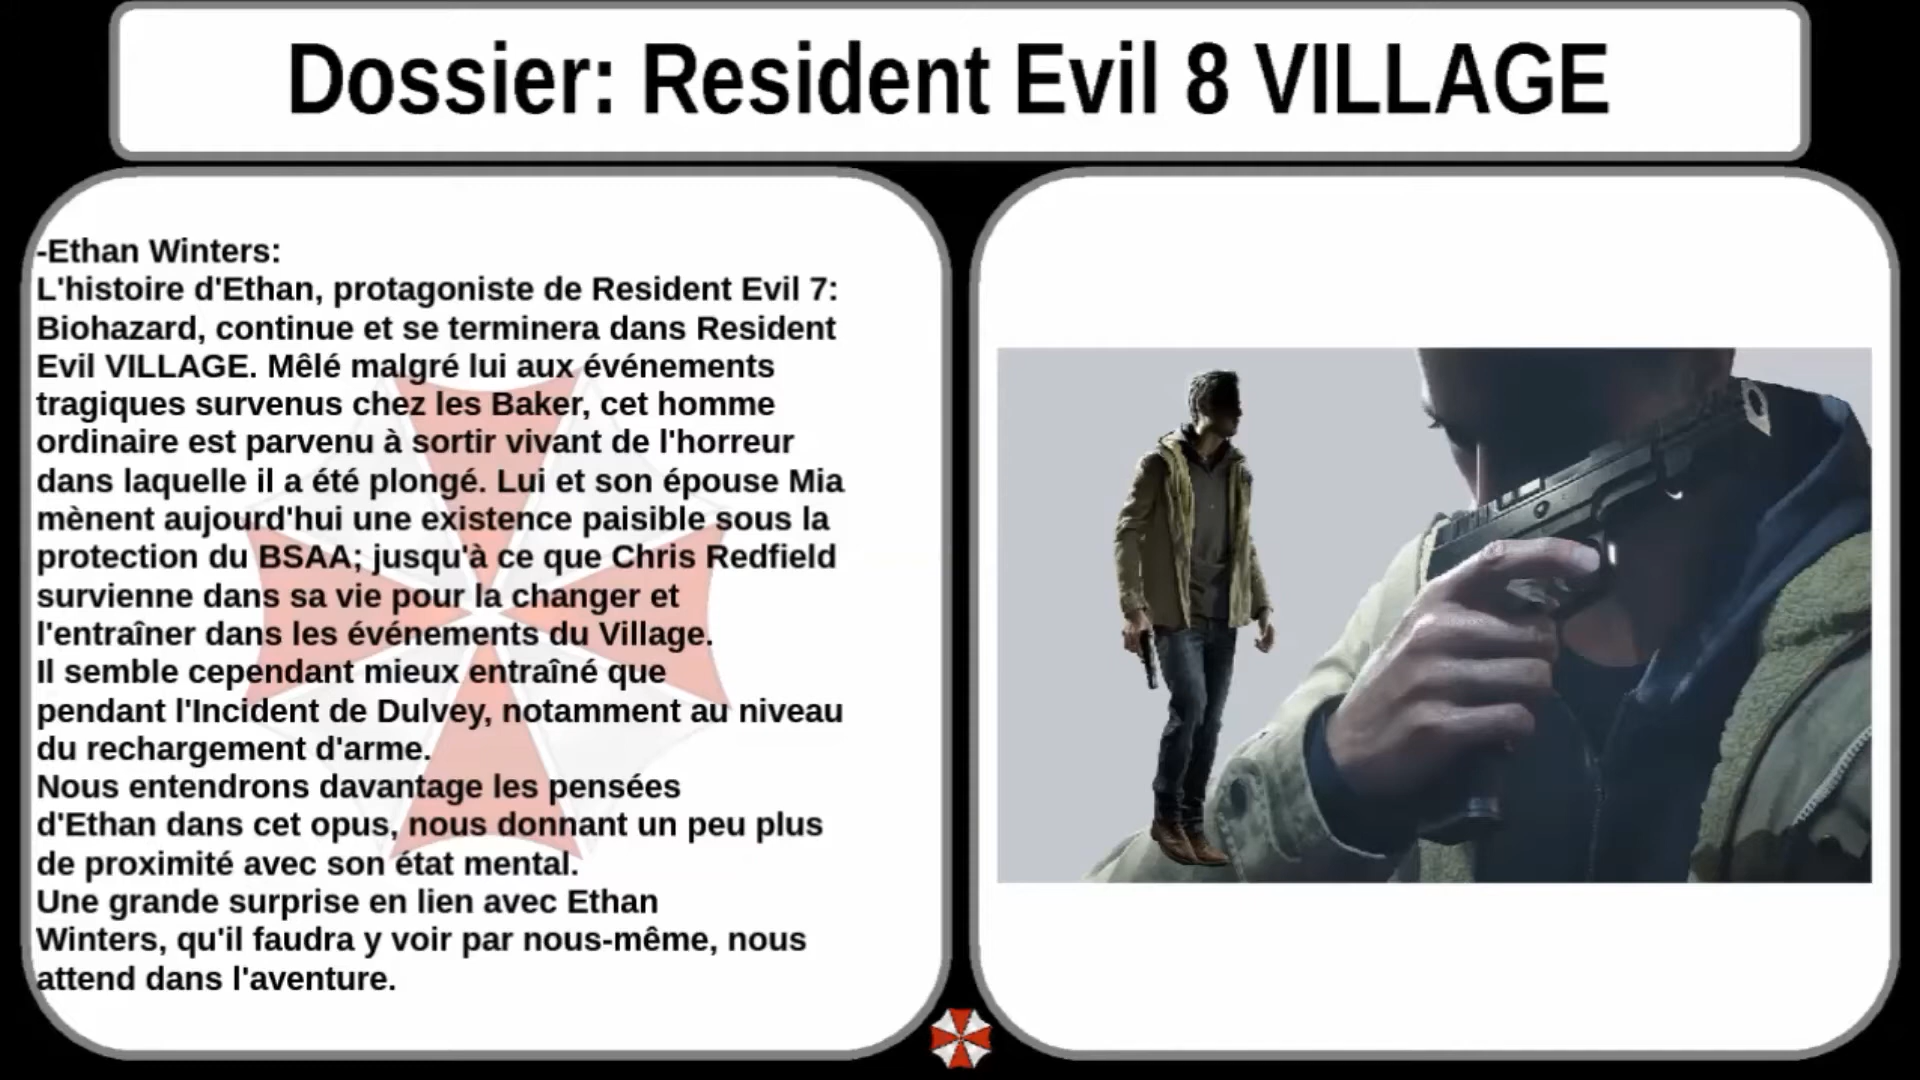 Dossier: Resident Evil 8 VILLAGE
-Ethan Winters:
L'histoire d'Ethan, protagoniste de Resident Evil 7:
Biohazard, continue et se terminera dans Resident
Evil VILLAGE. Mêlé malgré lui aux événements
tragiques survenus chez les Baker, cet homme
ordinaire est parvenu à sortir vivant de l'horreur
dans laquelle il a été plongé. Lui et son épouse Mia
mènent aujourd'hui une existence paisible sous la
protection du BSAA; jusqu'à ce que Chris Redfield
survienne dans sa vie pour la changer et
l'entraîner dans les événements du Village.
Il semble cependant mieux entraîné que
pendant l'Incident de Dulvey, notamment au niveau
du rechargement d'arme.
Nous entendrons davantage les pensées
d'Ethan dans cet opus, nous donnant un peu plus
de proximité avec son état mental.
Une grande surprise en lien avec Ethan
Winters, qu'il faudra y voir par nous-même, nous
attend dans l'aventure.